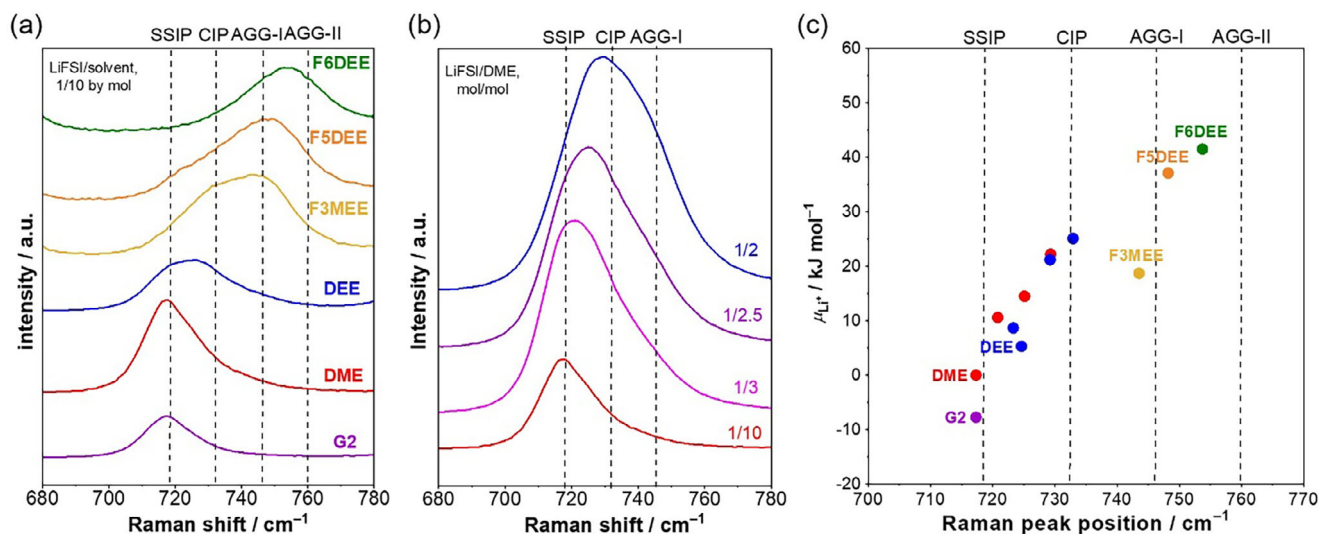 (a)
SSIP CIP AGG-I AGG-II
LiFSI/solvent,
1/10 by mol
F6DEE
F5DEE
F3MEE
DEE
DME
G2
intensity / a.u.
680 700 720 740 760 780
Raman shift / cm⁻¹
(b)
SSIP CIP AGG-I
LiFSI/DME,
mol/mol
1/2
1/2.5
1/3
1/10
Intensity / a.u.
680 700 720 740 760 780
Raman shift / cm⁻¹
(c)
SSIP CIP AGG-I AGG-II
60
50
40
30
20
10
0
-10
-20
μLi⁺ / kJ mol⁻¹
F6DEE
F5DEE
F3MEE
DEE
DME
G2
700 710 720 730 740 750 760 770
Raman peak position / cm⁻¹